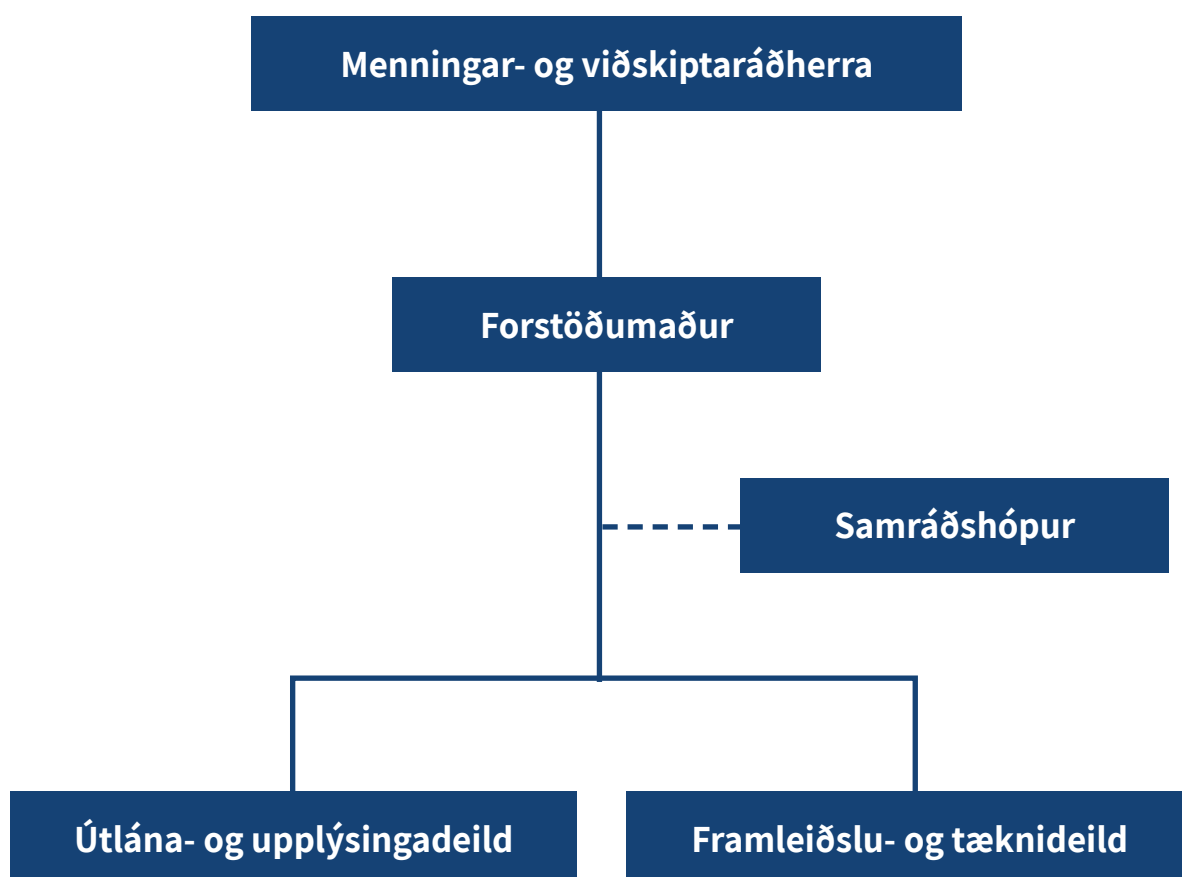 Menningar- og viðskiptaráðherra
Forstöðumaður
Samráðshópur
Útlána- og upplýsingadeild
Framleiðslu- og tæknideild